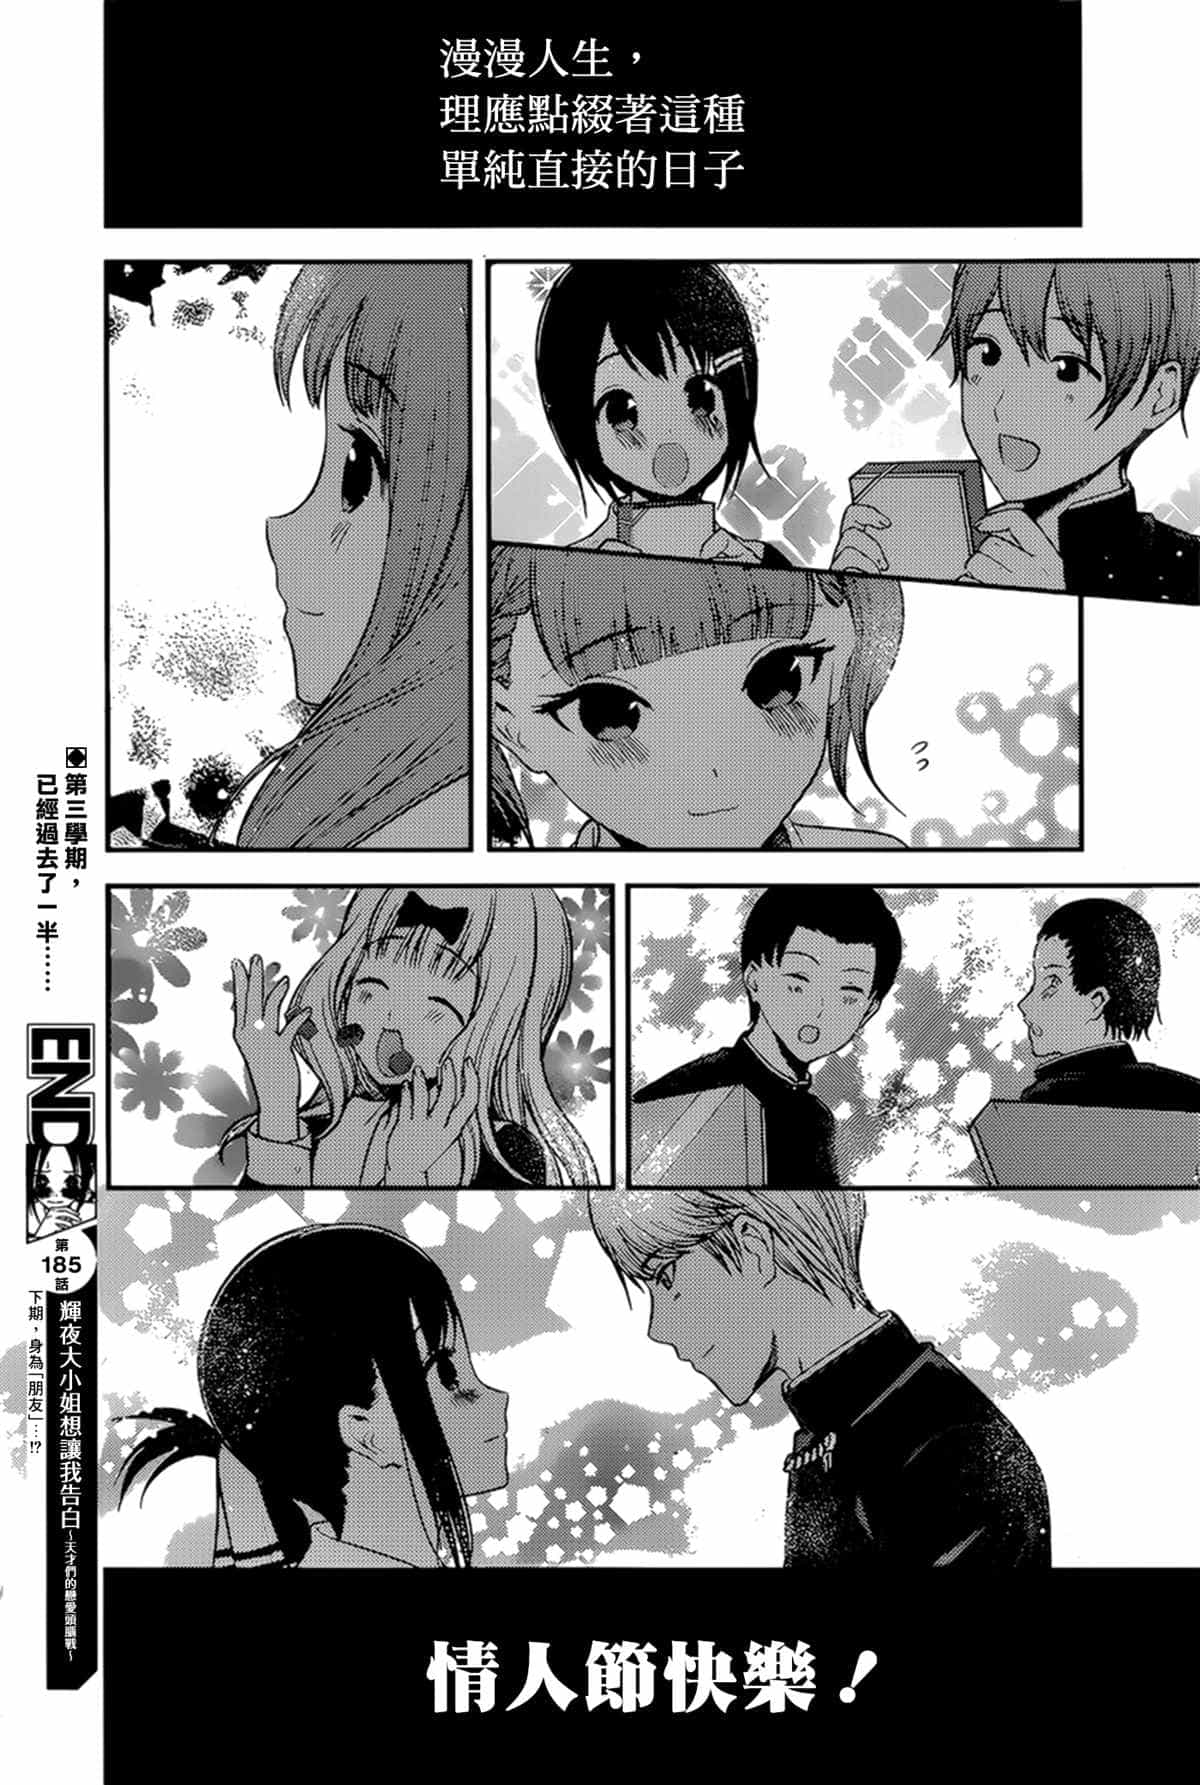 漫漫人生，
理應點綴著這種
單純直接的日子
フ
フ
第三學期，
已經過去了一半……
END
第
185
話
輝夜大小姐想讓我告白~天才們的戀愛頭腦戰~
下期，身為「朋友」…!?
情人節快樂！